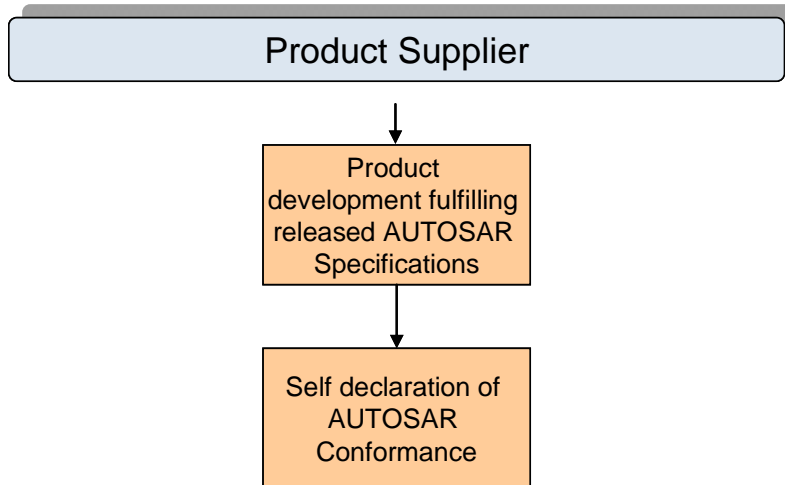 Product Supplier
Product
development fulfilling
released AUTOSAR
Specifications
Self declaration of
AUTOSAR
Conformance